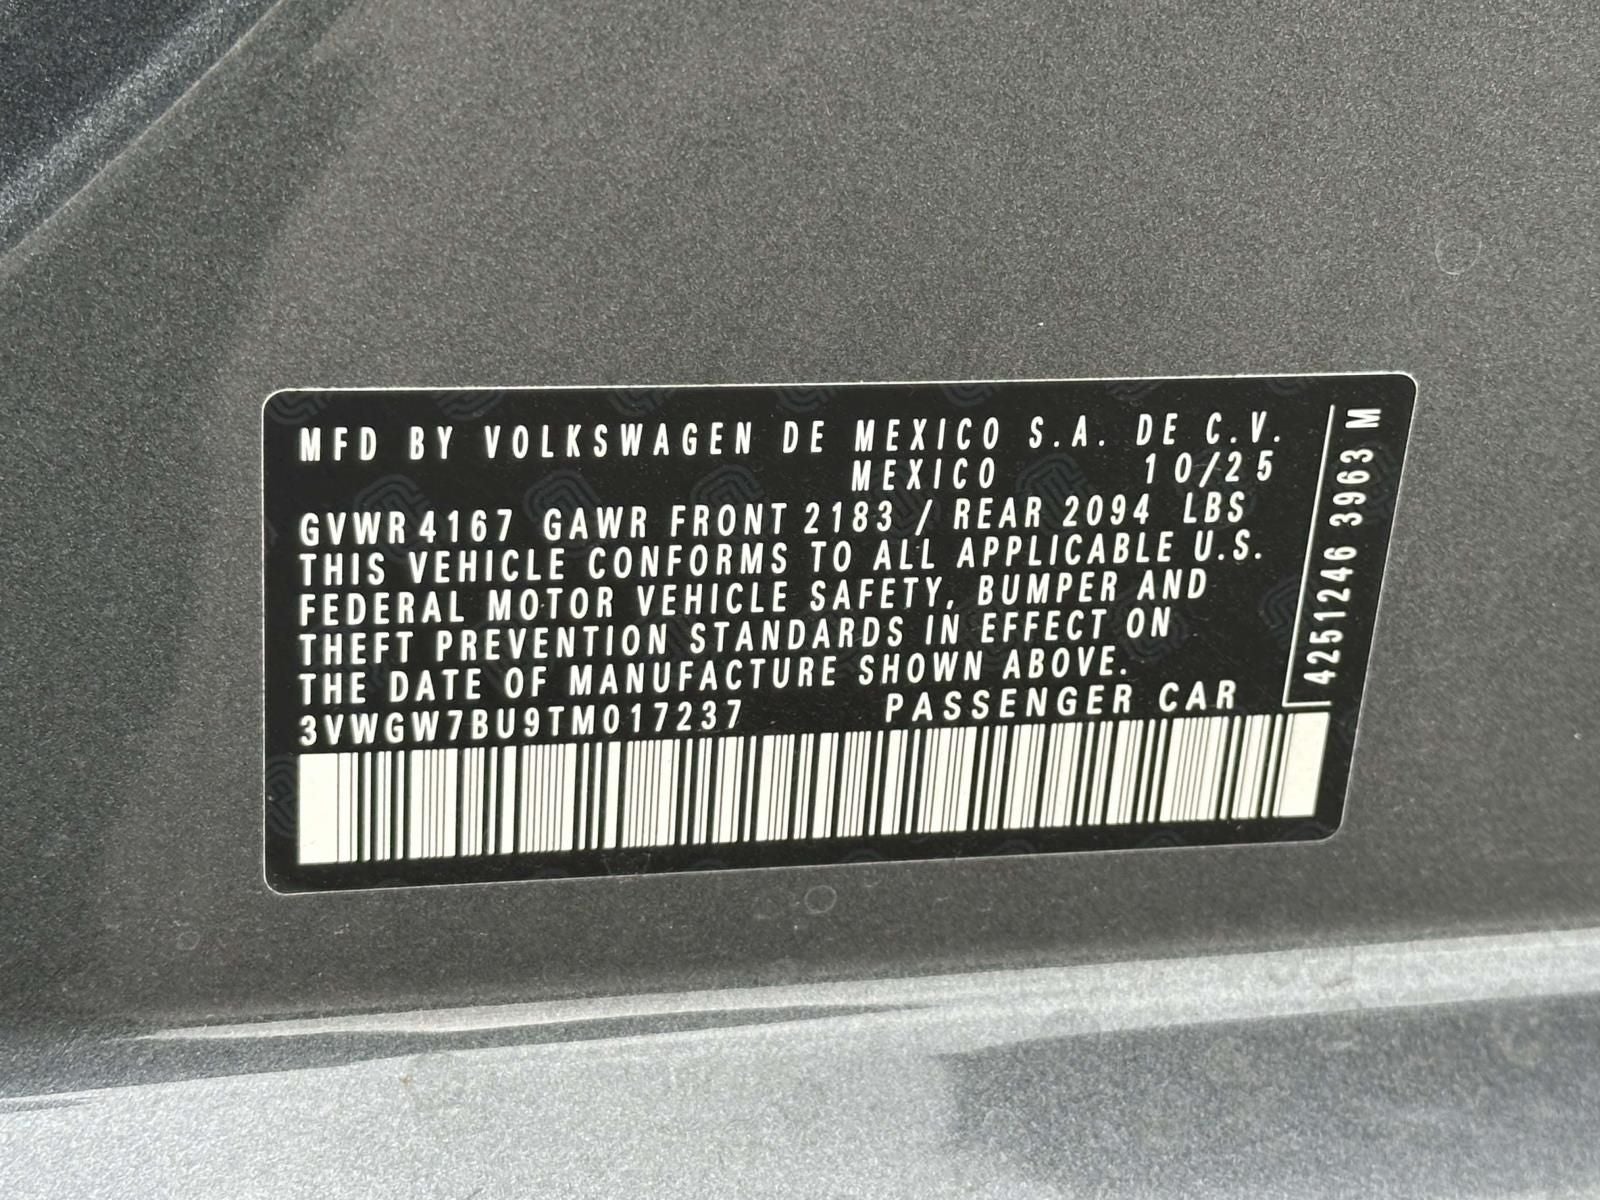 MFD BY VOLKSWAGEN DE MEXICO S.A. DE C.V.
MEXICO 10/25
GVWR 4167 GAWR FRONT 2183 / REAR 2094 LBS
THIS VEHICLE CONFORMS TO ALL APPLICABLE U.S.
FEDERAL MOTOR VEHICLE SAFETY, BUMPER AND
THEFT PREVENTION STANDARDS IN EFFECT ON
THE DATE OF MANUFACTURE SHOWN ABOVE.
3VWGW7BU9TM017237 PASSENGER CAR
4251246 3963 M